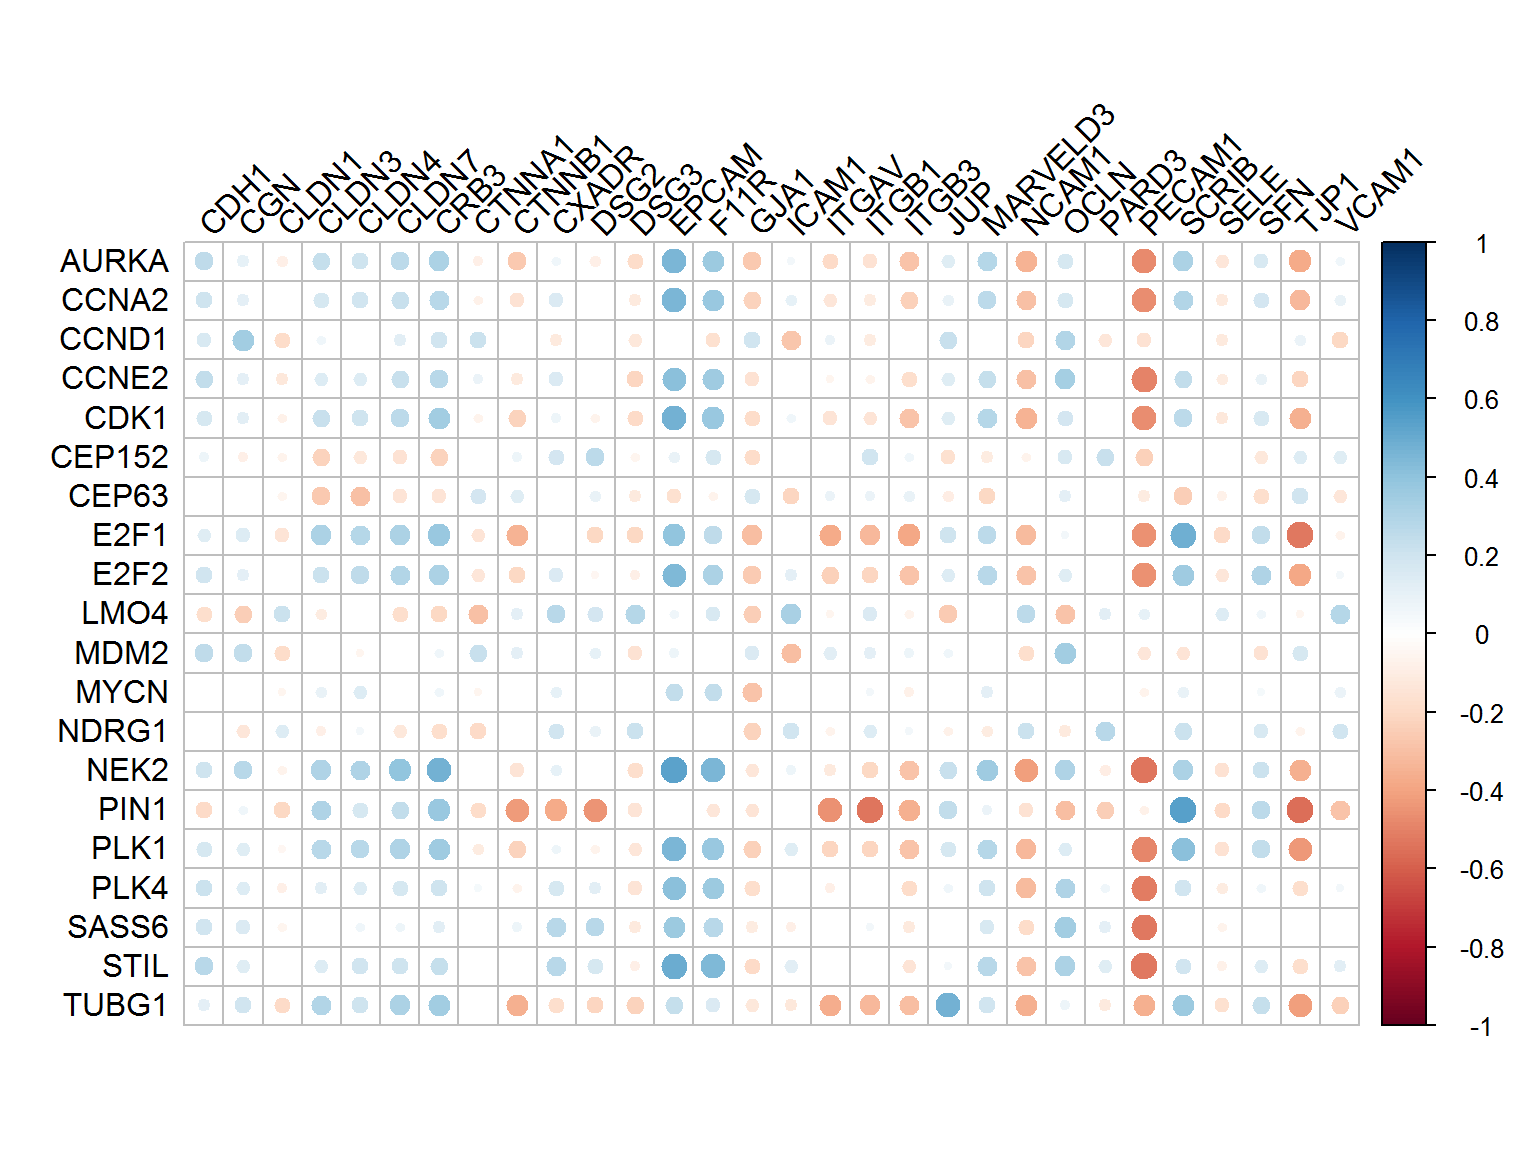 CDH1
CGN
CLDN1
CLDN3
CLDN4
CLDN7
CRB3
CTNNA1
CTNNB1
CXADR
DSG2
DSG3
EPCAM
F11R
GJA1
ICAM1
ITGAV
ITGB1
ITGB3
JUP
MARVELD3
NCAM1
OCLN
PARD3
PECAM1
SCRIB
SELE
SFN
TJP1
VCAM1
AURKA
CCNA2
CCND1
CCNE2
CDK1
CEP152
CEP63
E2F1
E2F2
LMO4
MDM2
MYCN
NDRG1
NEK2
PIN1
PLK1
PLK4
SASS6
STIL
TUBG1
1
0.8
0.6
0.4
0.2
0
-0.2
-0.4
-0.6
-0.8
-1